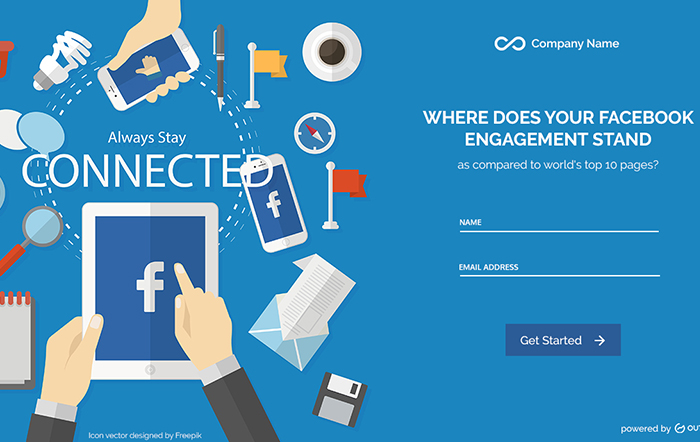 Always Stay
CONNECTED
f
f
Icon vector designed by Freepik
Company Name
WHERE DOES YOUR FACEBOOK
ENGAGEMENT STAND
as compared to world's top 10 pages?
NAME
EMAIL ADDRESS
Get Started
powered by